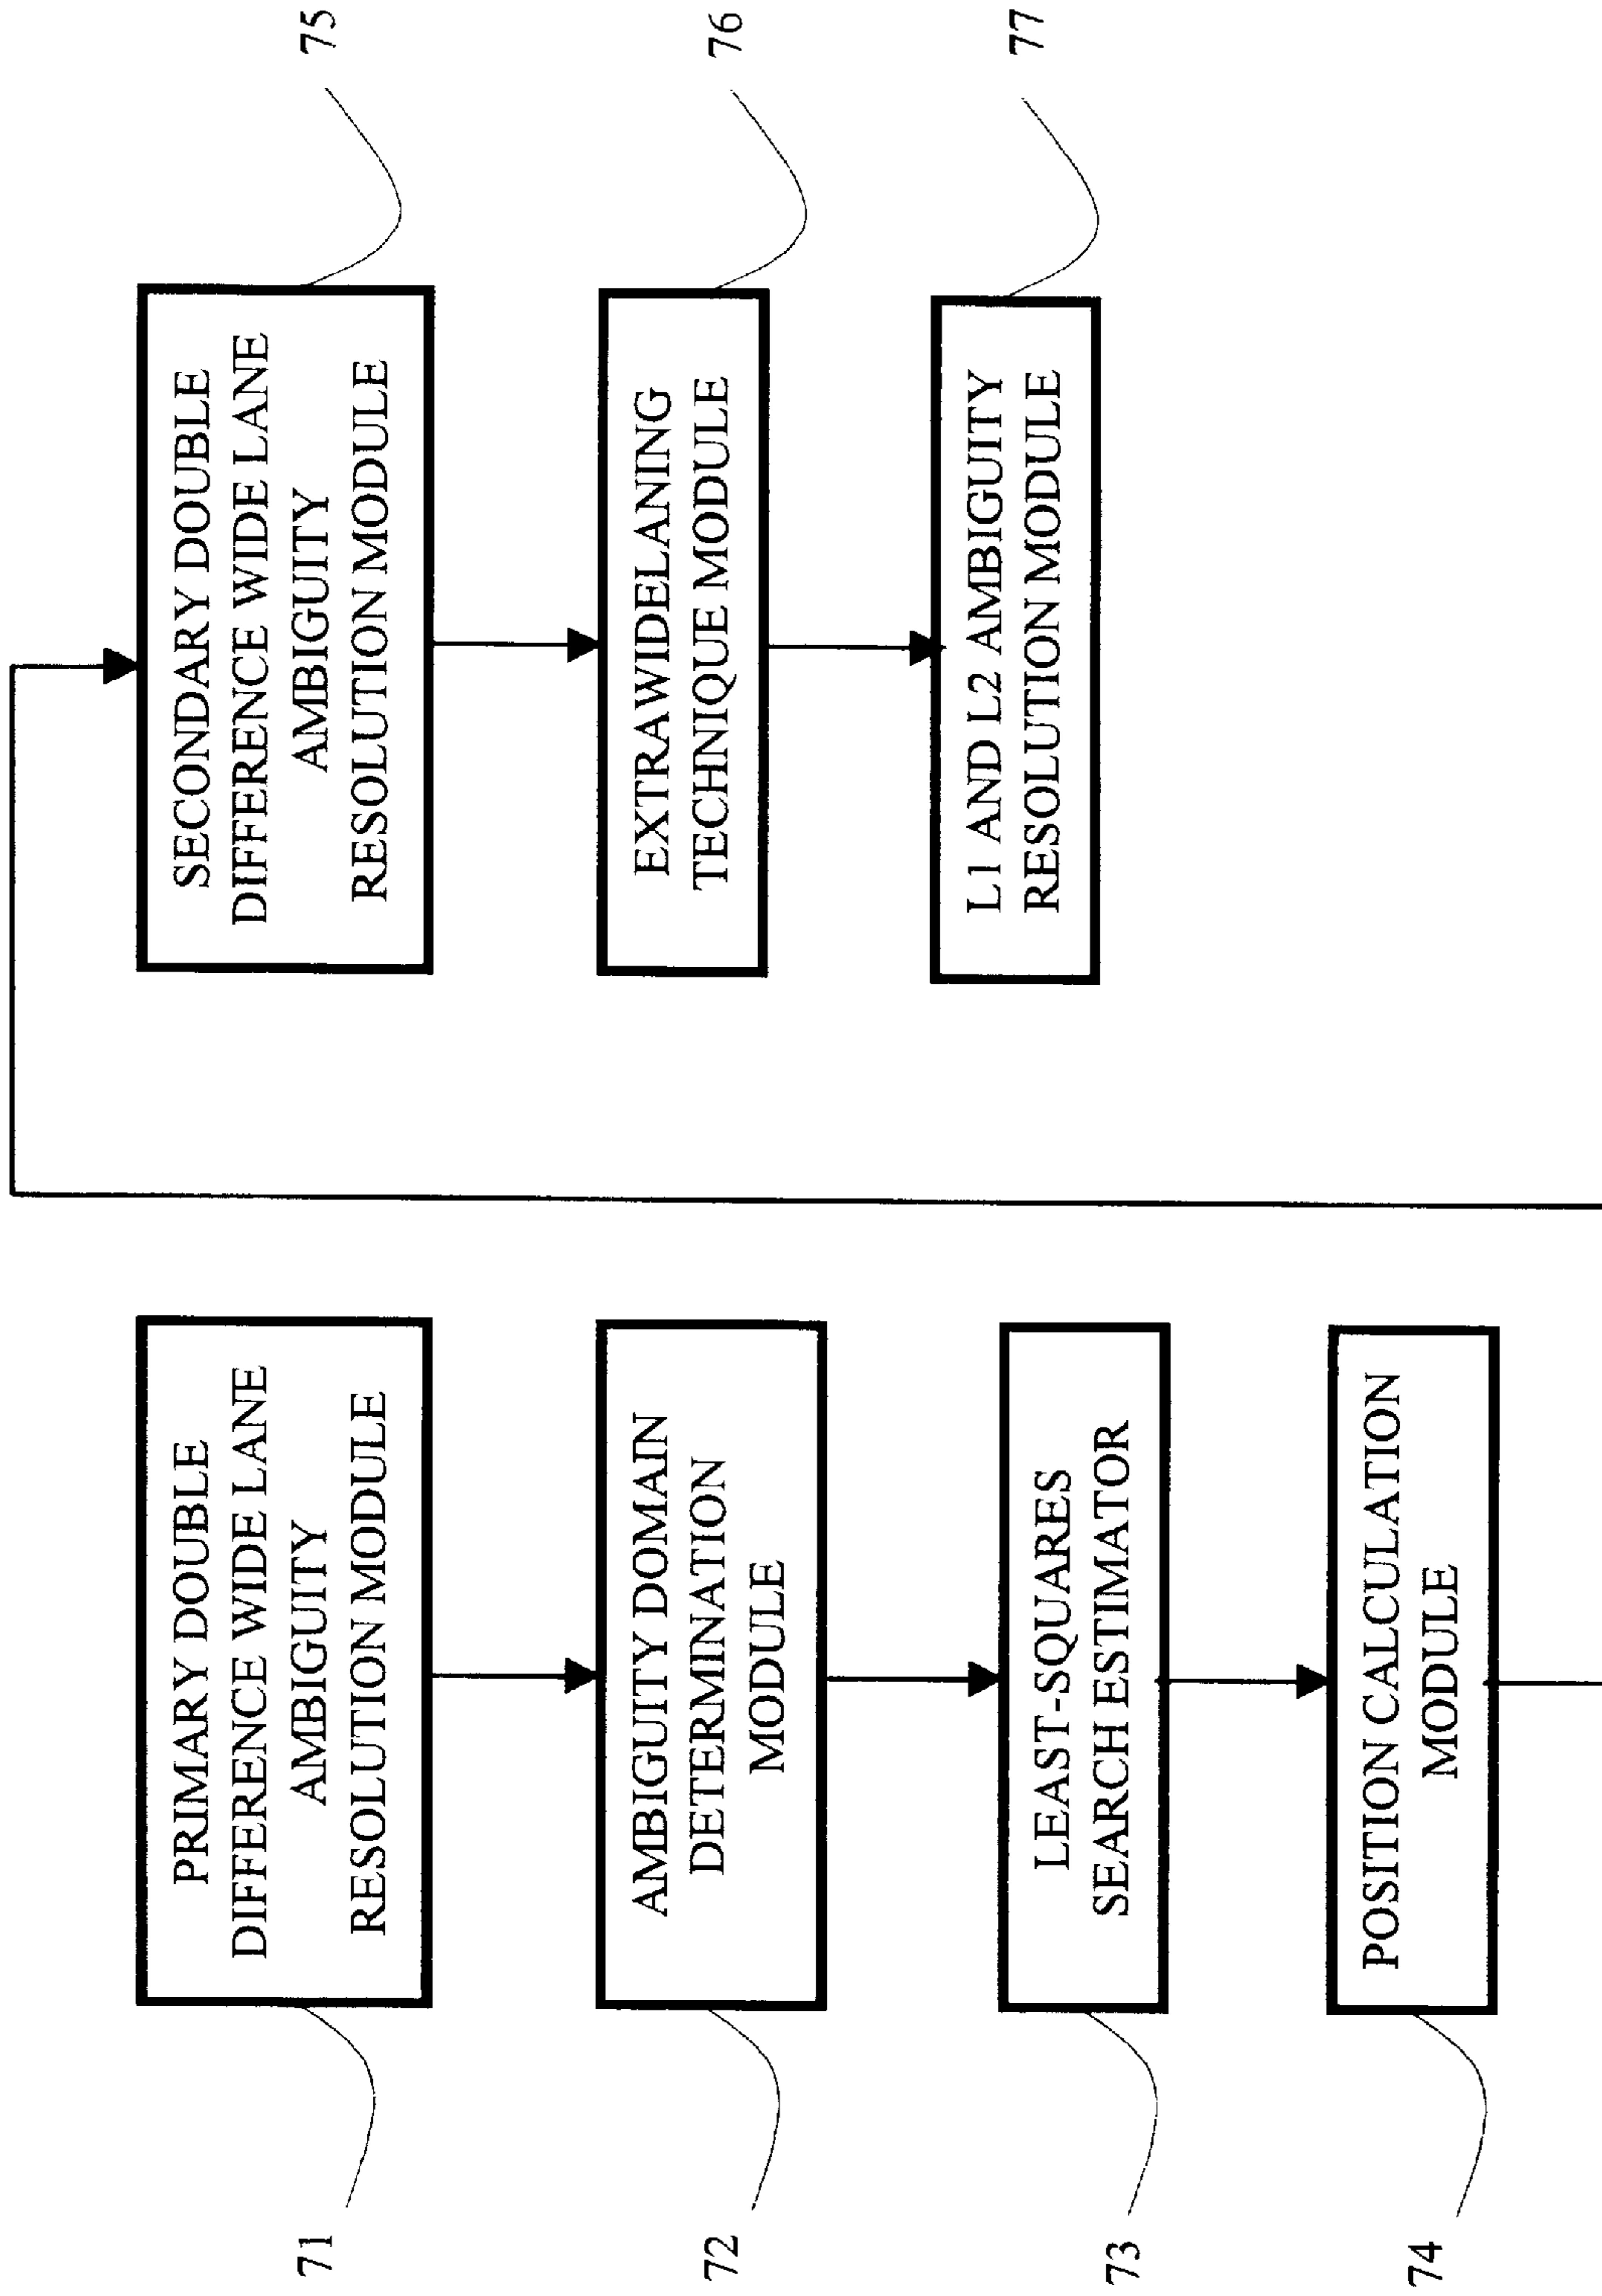 71
PRIMARY DOUBLE
DIFFERENCE WIDE LANE
AMBIGUITY
RESOLUTION MODULE
72
AMBIGUITY DOMAIN
DETERMINATION
MODULE
73
LEAST-SQUARES
SEARCH ESTIMATOR
74
POSITION CALCULATION
MODULE
75
SECONDARY DOUBLE
DIFFERENCE WIDE LANE
AMBIGUITY
RESOLUTION MODULE
76
EXTRAWIDELANING
TECHNIQUE MODULE
77
L1 AND L2 AMBIGUITY
RESOLUTION MODULE